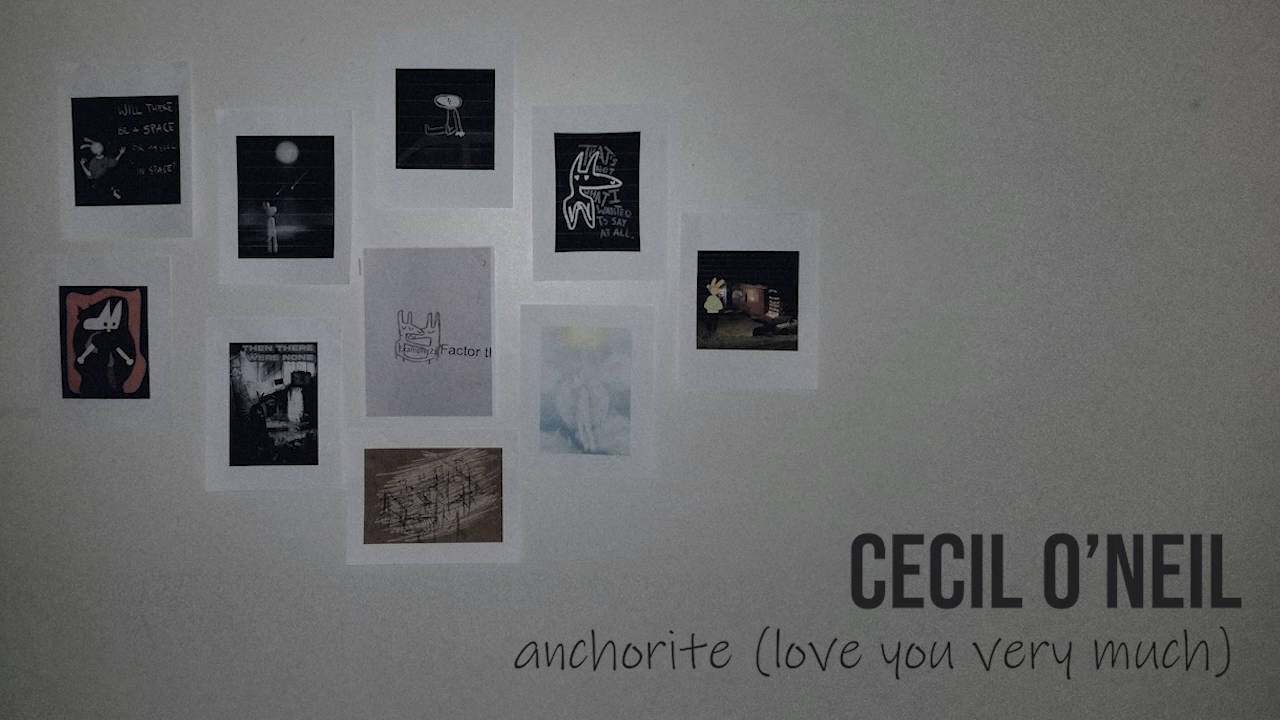 WILL THERE
BE A SPACE
FOR MYSELF
IN SPACE?
THAT'S
NOT
WHAT I
WANTED
TO SAY
AT ALL.
THEN THERE
WERE NONE
Factor th
CECIL O'NEIL
anchorite (love you very much)